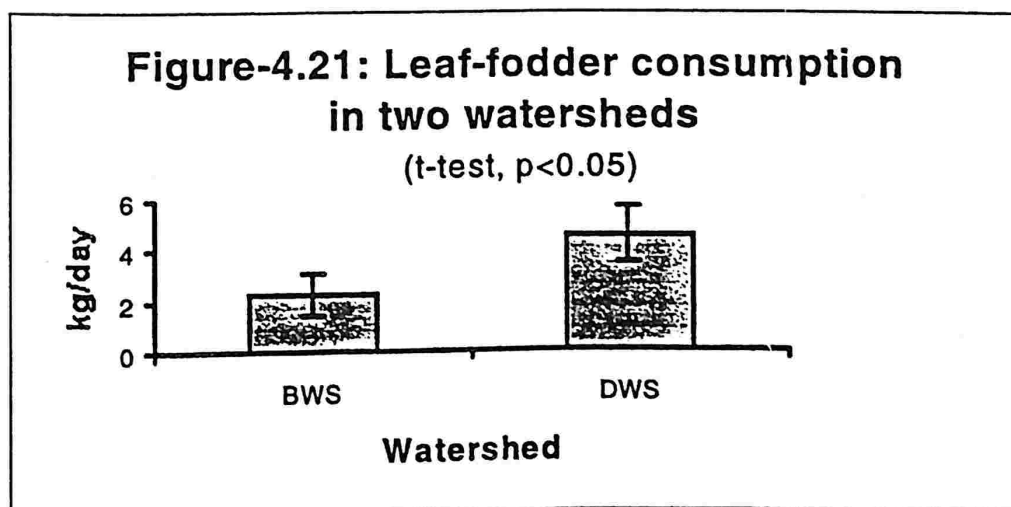 Figure-4.21: Leaf-fodder consumption
in two watersheds
(t-test, p<0.05)
6
4
2
0
kg/day
BWS DWS
Watershed